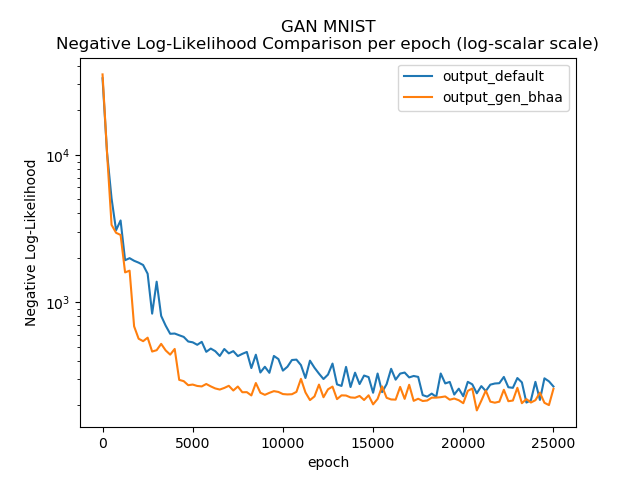 GAN MNIST
Negative Log-Likelihood Comparison per epoch (log-scalar scale)
output_default
output_gen_bhaa
Negative Log-Likelihood
10⁴
10³
0 5000 10000 15000 20000 25000
epoch